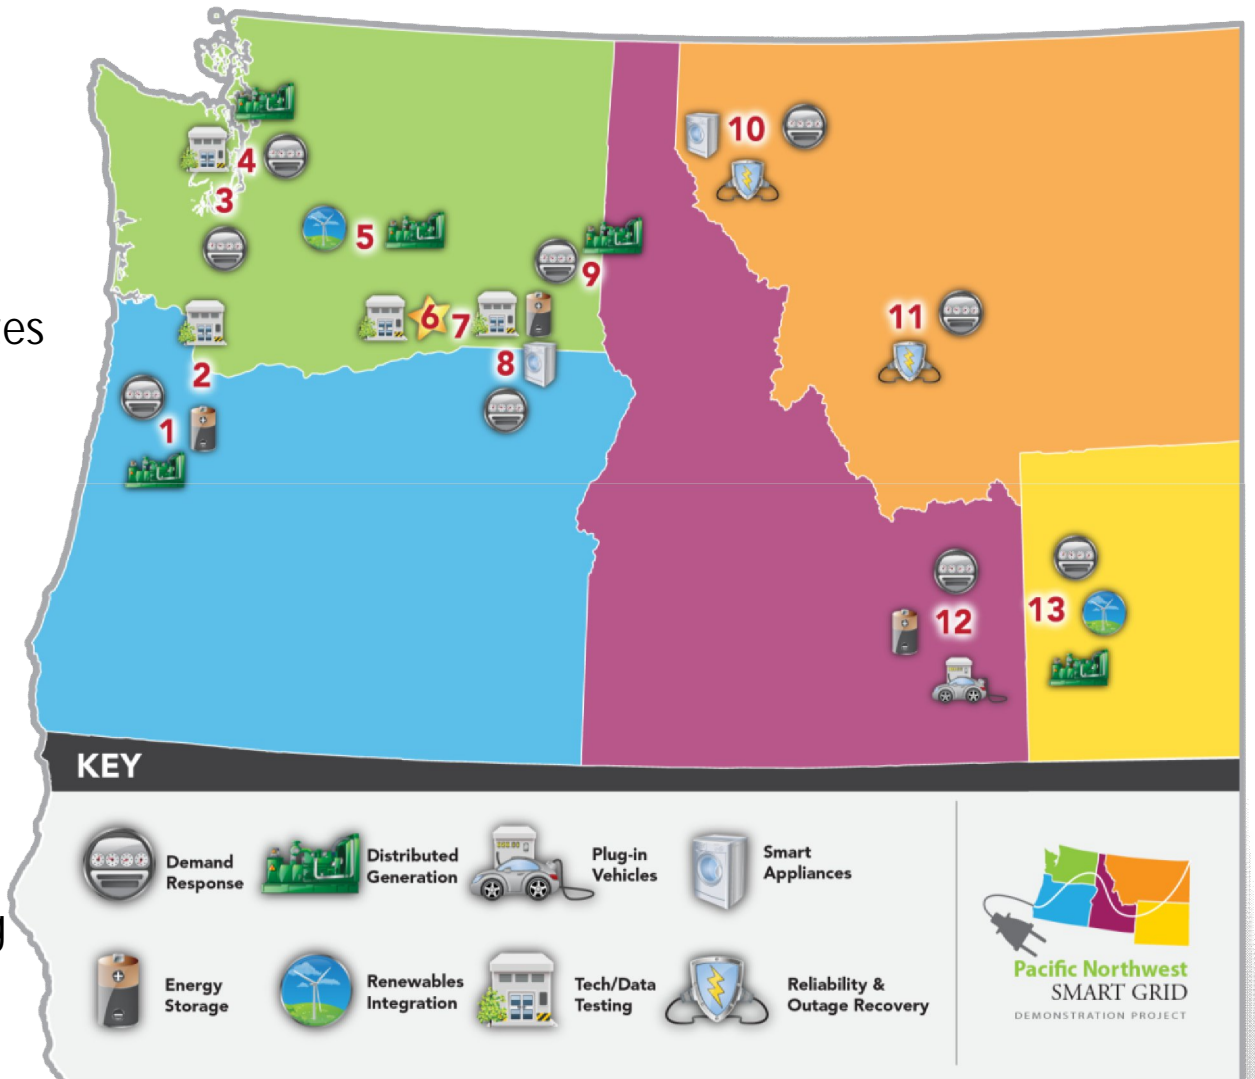 4
3
5
9
6
7
2
8
1
10
11
12
13
es
KEY
Demand
Response
Distributed
Generation
Plug-in
Vehicles
Smart
Appliances
Energy
Storage
Renewables
Integration
Tech/Data
Testing
Reliability &
Outage Recovery
g
Pacific Northwest
SMART GRID
DEMONSTRATION PROJECT